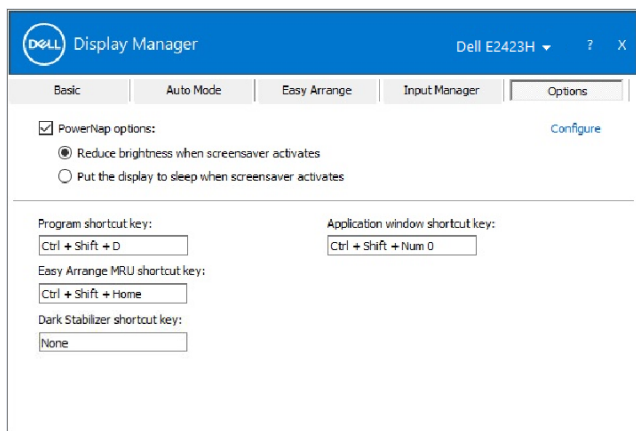 DELL Display Manager Dell E2423H ? X
Basic Auto Mode Easy Arrange Input Manager Options
PowerNap options: Configure
Reduce brightness when screensaver activates
Put the display to sleep when screensaver activates
Program shortcut key: Application window shortcut key:
Ctrl + Shift + D Ctrl + Shift + Num 0
Easy Arrange MRU shortcut key:
Ctrl + Shift + Home
Dark Stabilizer shortcut key:
None